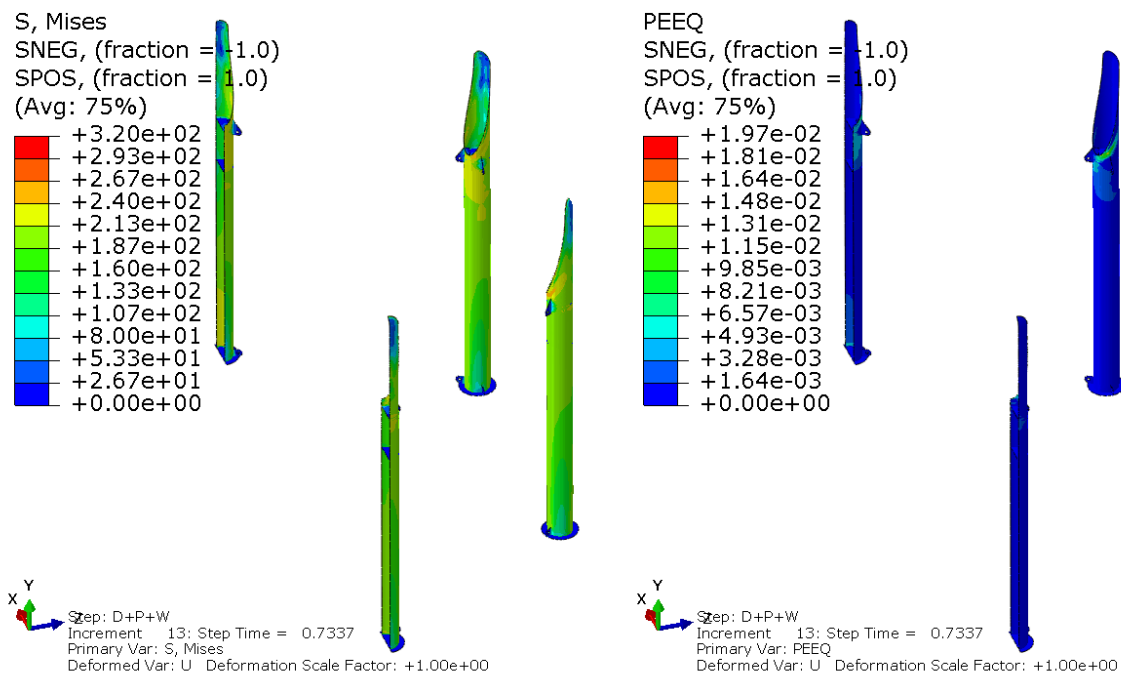 S, Mises
SNEG, (fraction = -1.0)
SPOS, (fraction = 1.0)
(Avg: 75%)
+3.20e+02
+2.93e+02
+2.67e+02
+2.40e+02
+2.13e+02
+1.87e+02
+1.60e+02
+1.33e+02
+1.07e+02
+8.00e+01
+5.33e+01
+2.67e+01
+0.00e+00
Y
X
Z
Step: D+P+W
Increment 13: Step Time = 0.7337
Primary Var: S, Mises
Deformed Var: U Deformation Scale Factor: +1.00e+00
PEEQ
SNEG, (fraction = -1.0)
SPOS, (fraction = 1.0)
(Avg: 75%)
+1.97e-02
+1.81e-02
+1.64e-02
+1.48e-02
+1.31e-02
+1.15e-02
+9.85e-03
+8.21e-03
+6.57e-03
+4.93e-03
+3.28e-03
+1.64e-03
+0.00e+00
Y
X
Z
Step: D+P+W
Increment 13: Step Time = 0.7337
Primary Var: PEEQ
Deformed Var: U Deformation Scale Factor: +1.00e+00